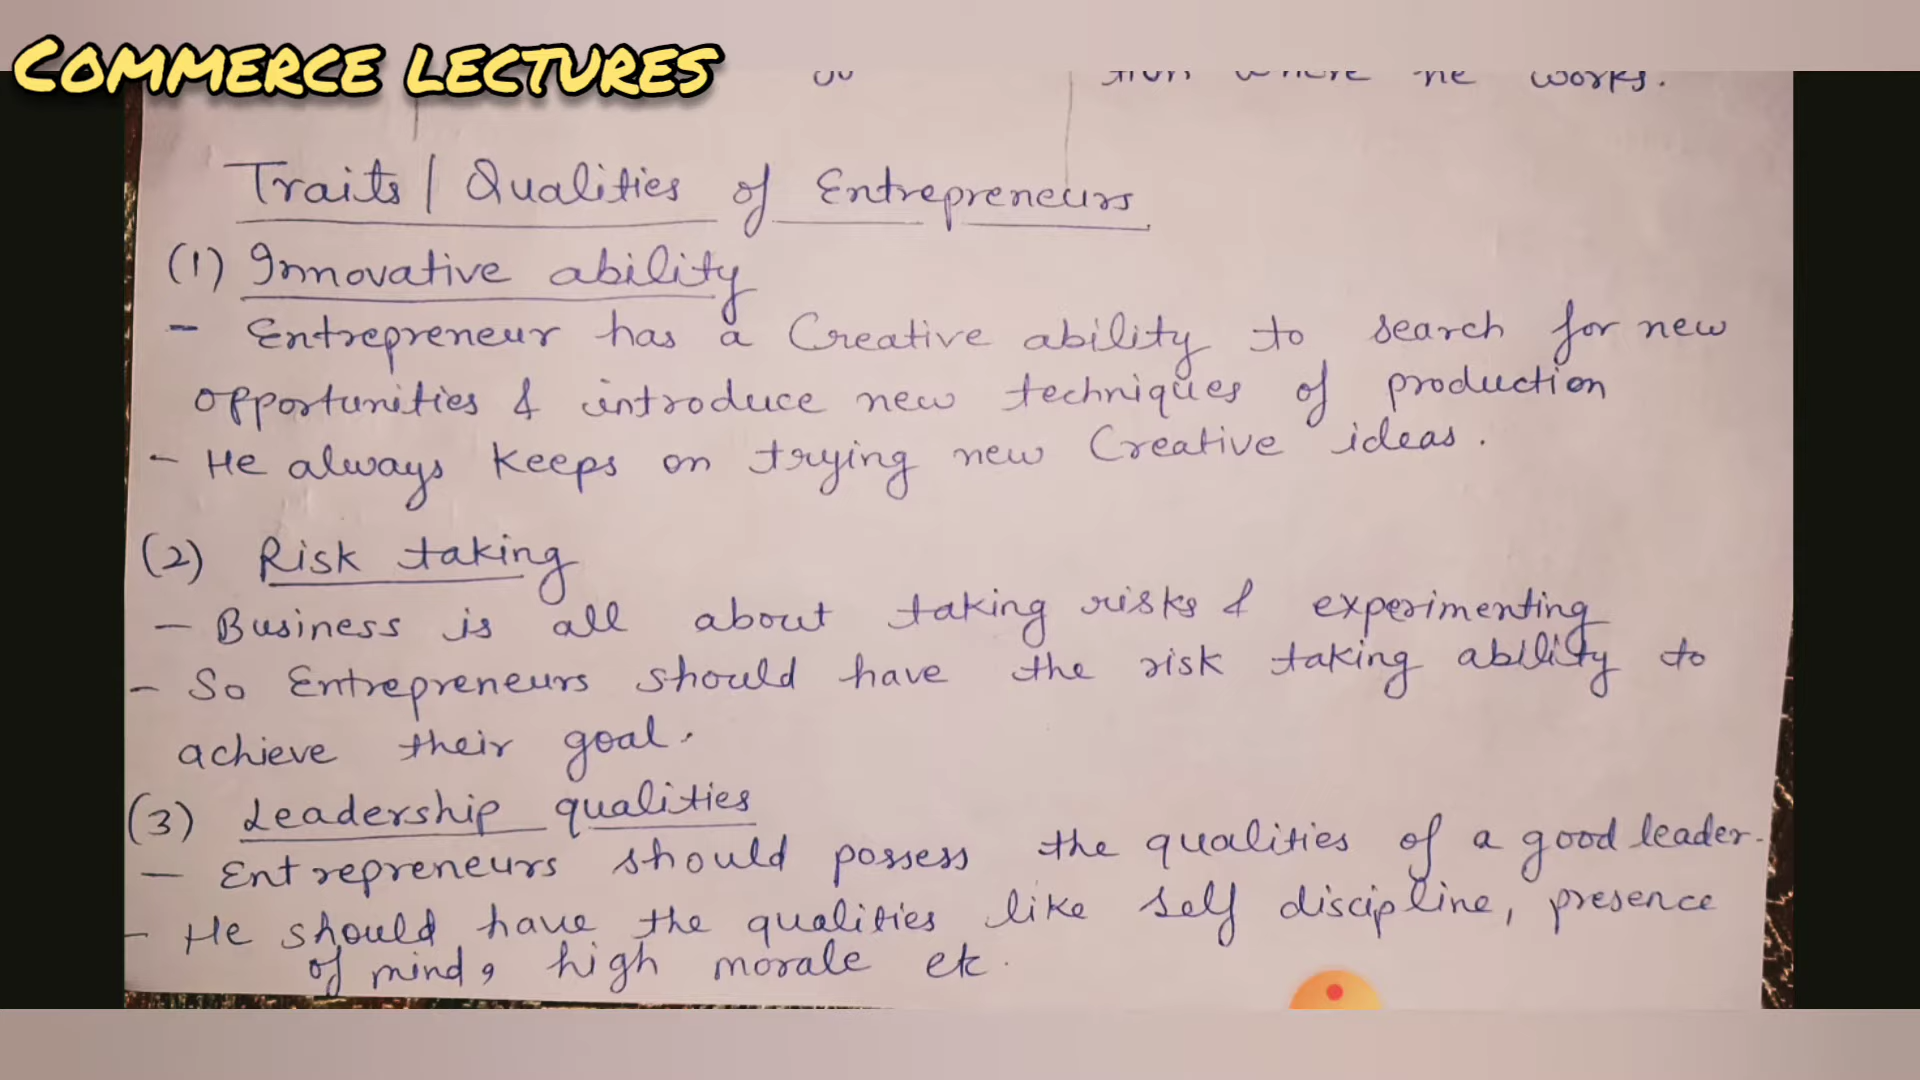 COMMERCE LECTURES
where he works.
Traits / Qualities of Entrepreneurs
(1) Innovative ability
- Entrepreneur has a Creative ability to search for new
opportunities & introduce new techniques of production
- He always keeps on trying new Creative ideas.
(2) Risk taking
- Business is all about taking risks & experimenting
- So Entrepreneurs should have the risk taking ability to
achieve their goal.
(3) Leadership qualities
- Entrepreneurs should possess the qualities of a good leader.
- He should have the qualities like self discipline, presence
of mind, high morale etc.